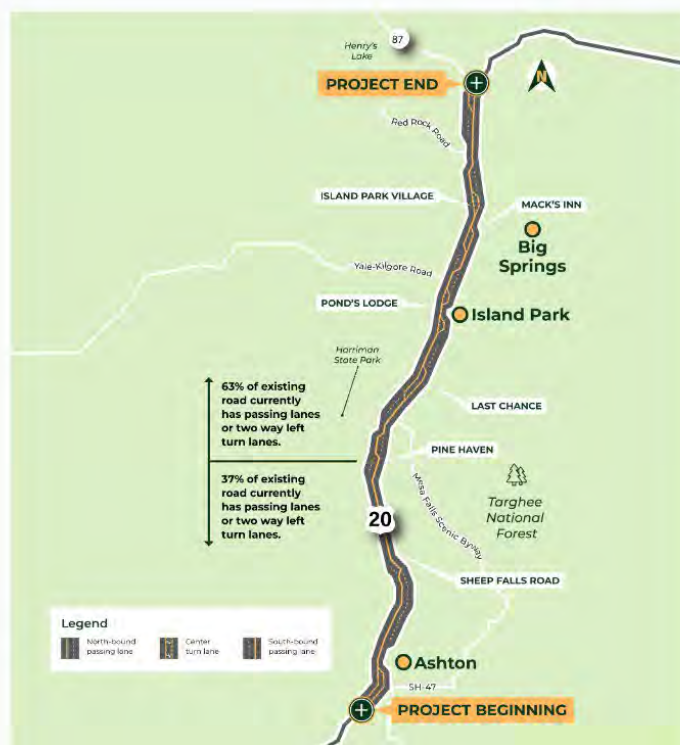 87
Henry's
Lake
PROJECT END
N
Red Rock Road
ISLAND PARK VILLAGE
MACK'S INN
Big
Springs
Yale-Kilgore Road
POND'S LODGE
Island Park
Harriman
State Park
63% of existing
road currently
has passing lanes
or two way left
turn lanes.
LAST CHANCE
PINE HAVEN
37% of existing
road currently
has passing lanes
or two way left
turn lanes.
Mesa Falls Scenic Byway
Targhee
National
Forest
20
SHEEP FALLS ROAD
Legend
North-bound
passing lane
Center
turn lane
South-bound
passing lane
Ashton
SH-47
PROJECT BEGINNING